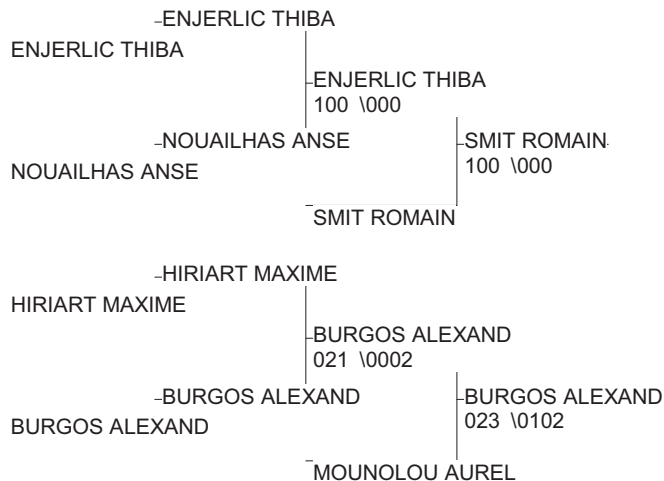 ENJERLIC THIBA
ENJERLIC THIBA
ENJERLIC THIBA
100 \000
NOUAILHAS ANSE
SMIT ROMAIN
NOUAILHAS ANSE
100 \000
SMIT ROMAIN
HIRIART MAXIME
HIRIART MAXIME
BURGOS ALEXAND
021 \0002
BURGOS ALEXAND
BURGOS ALEXAND
BURGOS ALEXAND
023 \0102
MOUNOLOU AUREL